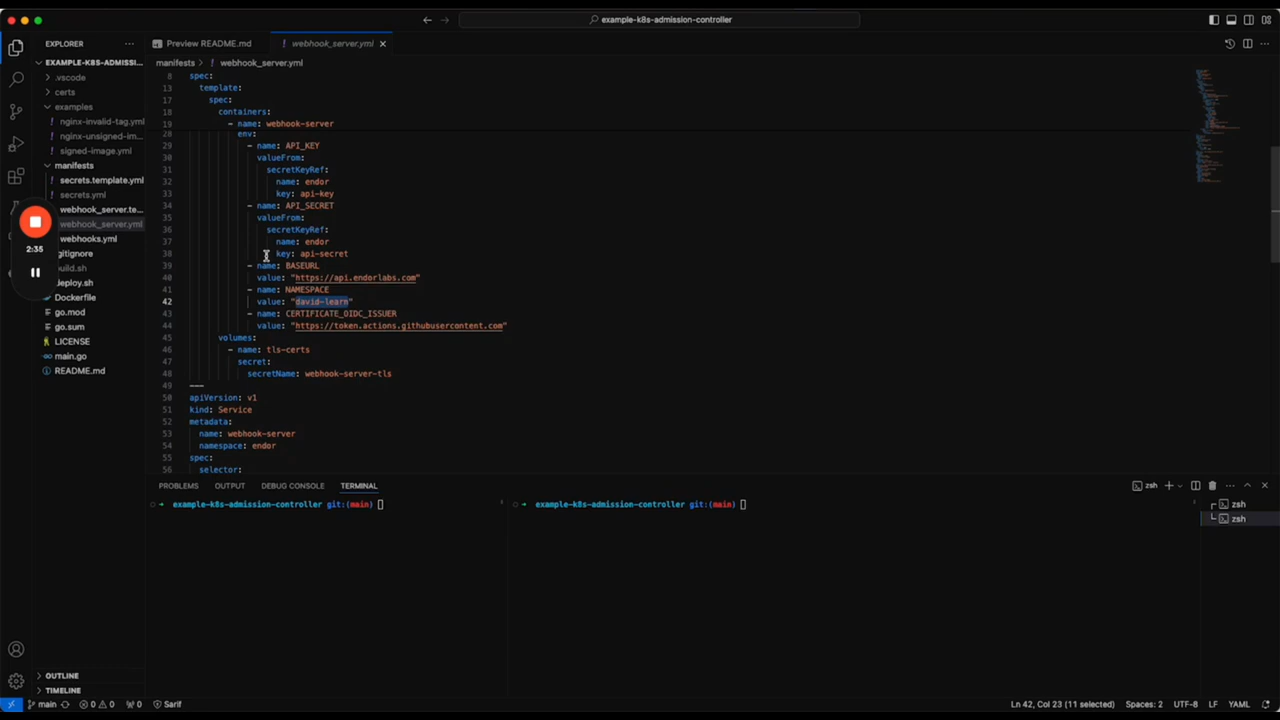 example-k8s-admission-controller
EXPLORER
Preview README.md
webhook_server.yml
EXAMPLE-K8S-ADMISSI...
.vscode
certs
examples
nginx-invalid-tag.yml
nginx-unsigned-im...
signed-image.yml
manifests
secrets.template.yml
secrets.yml
webhook_server.te...
webhook_server.yml
webhooks.yml
gitignore
build.sh
deploy.sh
Dockerfile
go.mod
go.sum
LICENSE
main.go
README.md
2:35
manifests > webhook_server.yml
8 spec:
13 template:
17 spec:
18 containers:
19 - name: webhook-server
28 env:
29 - name: API_KEY
30 valueFrom:
31 secretKeyRef:
32 name: endor
33 key: api-key
34 - name: API_SECRET
35 valueFrom:
36 secretKeyRef:
37 name: endor
38 key: api-secret
39 - name: BASEURL
40 value: "https://api.endorlabs.com"
41 - name: NAMESPACE
42 value: "david-learn"
43 - name: CERTIFICATE_OIDC_ISSUER
44 value: "https://token.actions.githubusercontent.com"
45 volumes:
46 - name: tls-certs
47 secret:
48 secretName: webhook-server-tls
49 ---
50 apiVersion: v1
51 kind: Service
52 metadata:
53 name: webhook-server
54 namespace: endor
55 spec:
56 selector:
PROBLEMS OUTPUT DEBUG CONSOLE TERMINAL
zsh
example-k8s-admission-controller git:(main)
example-k8s-admission-controller git:(main)
zsh
zsh
OUTLINE
TIMELINE
main 0 0 0 Sarif
Ln 42, Col 23 (11 selected) Spaces: 2 UTF-8 LF YAML